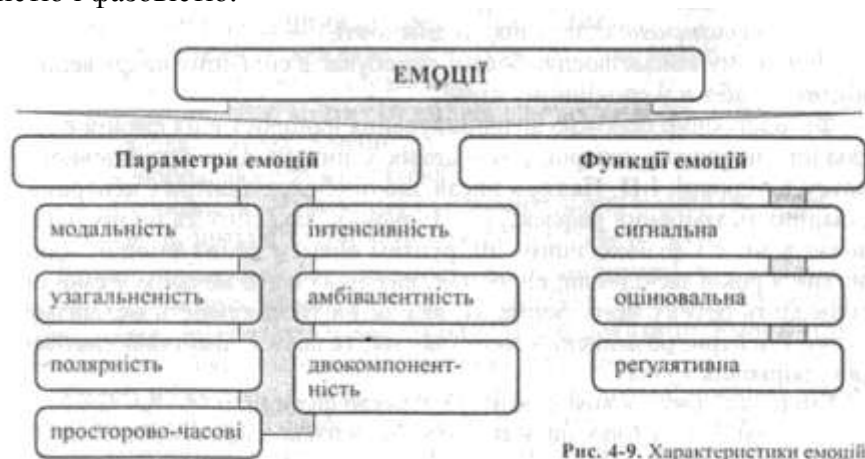 і фазовістю.
ЕМОЦІЇ
Параметри емоцій
Функції емоцій
модальність
інтенсивність
сигнальна
узагальненість
амбівалентність
оцінювальна
полярність
двокомпонент-
ність
регулятивна
просторово-часові
Рис. 4-9. Характеристики емоцій